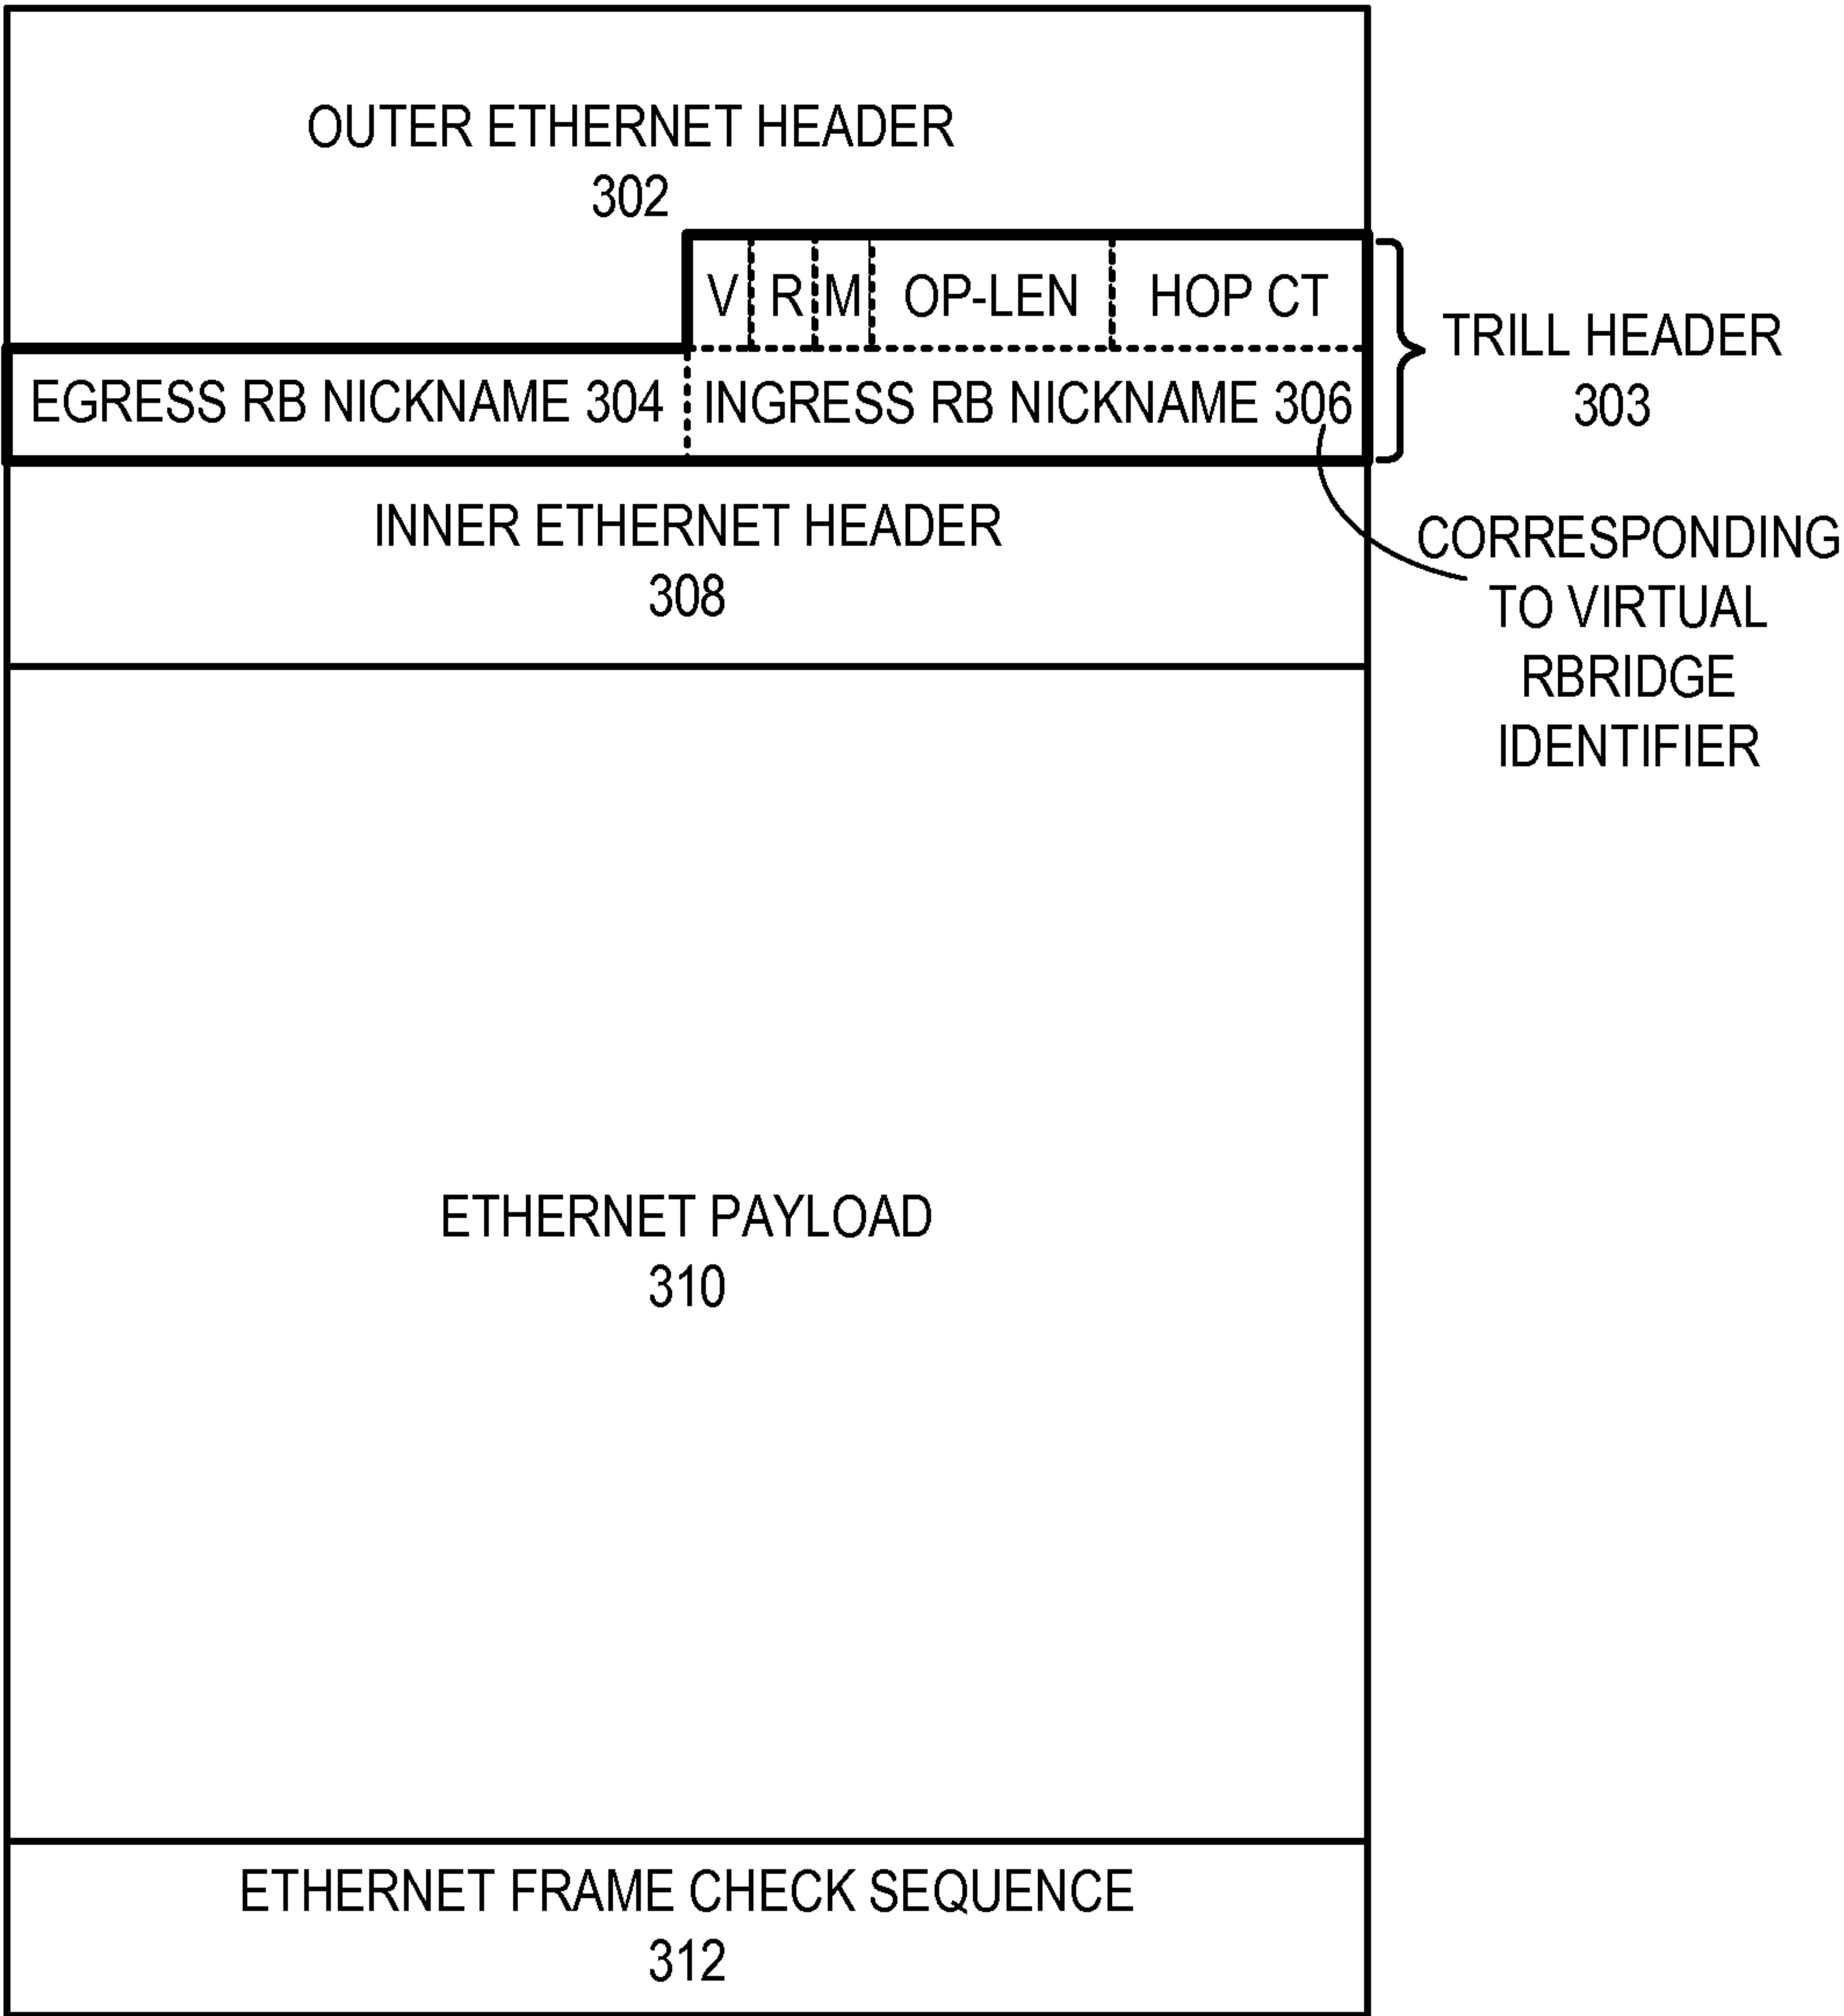 OUTER ETHERNET HEADER
302
V R M OP-LEN HOP CT
EGRESS RB NICKNAME 304 INGRESS RB NICKNAME 306
TRILL HEADER
303
CORRESPONDING
TO VIRTUAL
RBRIDGE
IDENTIFIER
INNER ETHERNET HEADER
308
ETHERNET PAYLOAD
310
ETHERNET FRAME CHECK SEQUENCE
312